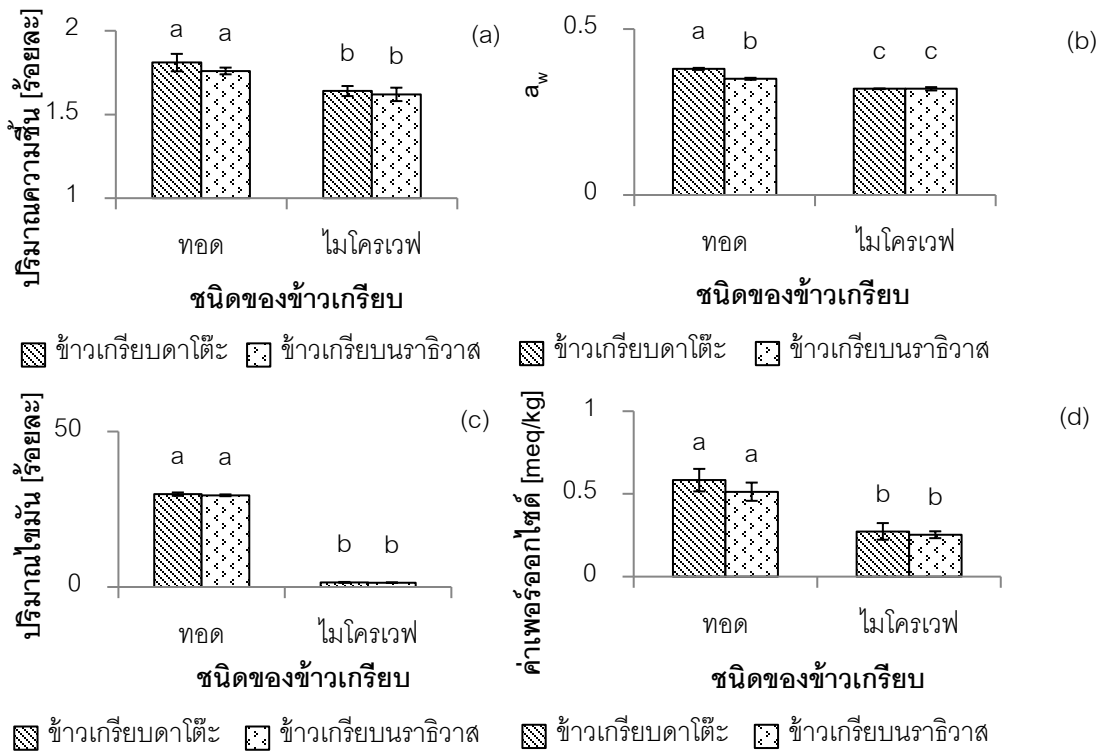 (a)
ปริมาณความชื้น [ร้อยละ]
2
1.5
1
a a b b
ทอด ไมโครเวฟ
ชนิดของข้าวเกรียบ
ข้าวเกรียบดาโต๊ะ ข้าวเกรียบนราธิวาส
(b)
a_w
0.5
0
a b c c
ทอด ไมโครเวฟ
ชนิดของข้าวเกรียบ
ข้าวเกรียบดาโต๊ะ ข้าวเกรียบนราธิวาส
(c)
ปริมาณไขมัน [ร้อยละ]
50
0
a a b b
ทอด ไมโครเวฟ
ชนิดของข้าวเกรียบ
ข้าวเกรียบดาโต๊ะ ข้าวเกรียบนราธิวาส
(d)
ค่าเพอร์ออกไซด์ [meq/kg]
1
0.5
0
a a b b
ทอด ไมโครเวฟ
ชนิดของข้าวเกรียบ
ข้าวเกรียบดาโต๊ะ ข้าวเกรียบนราธิวาส